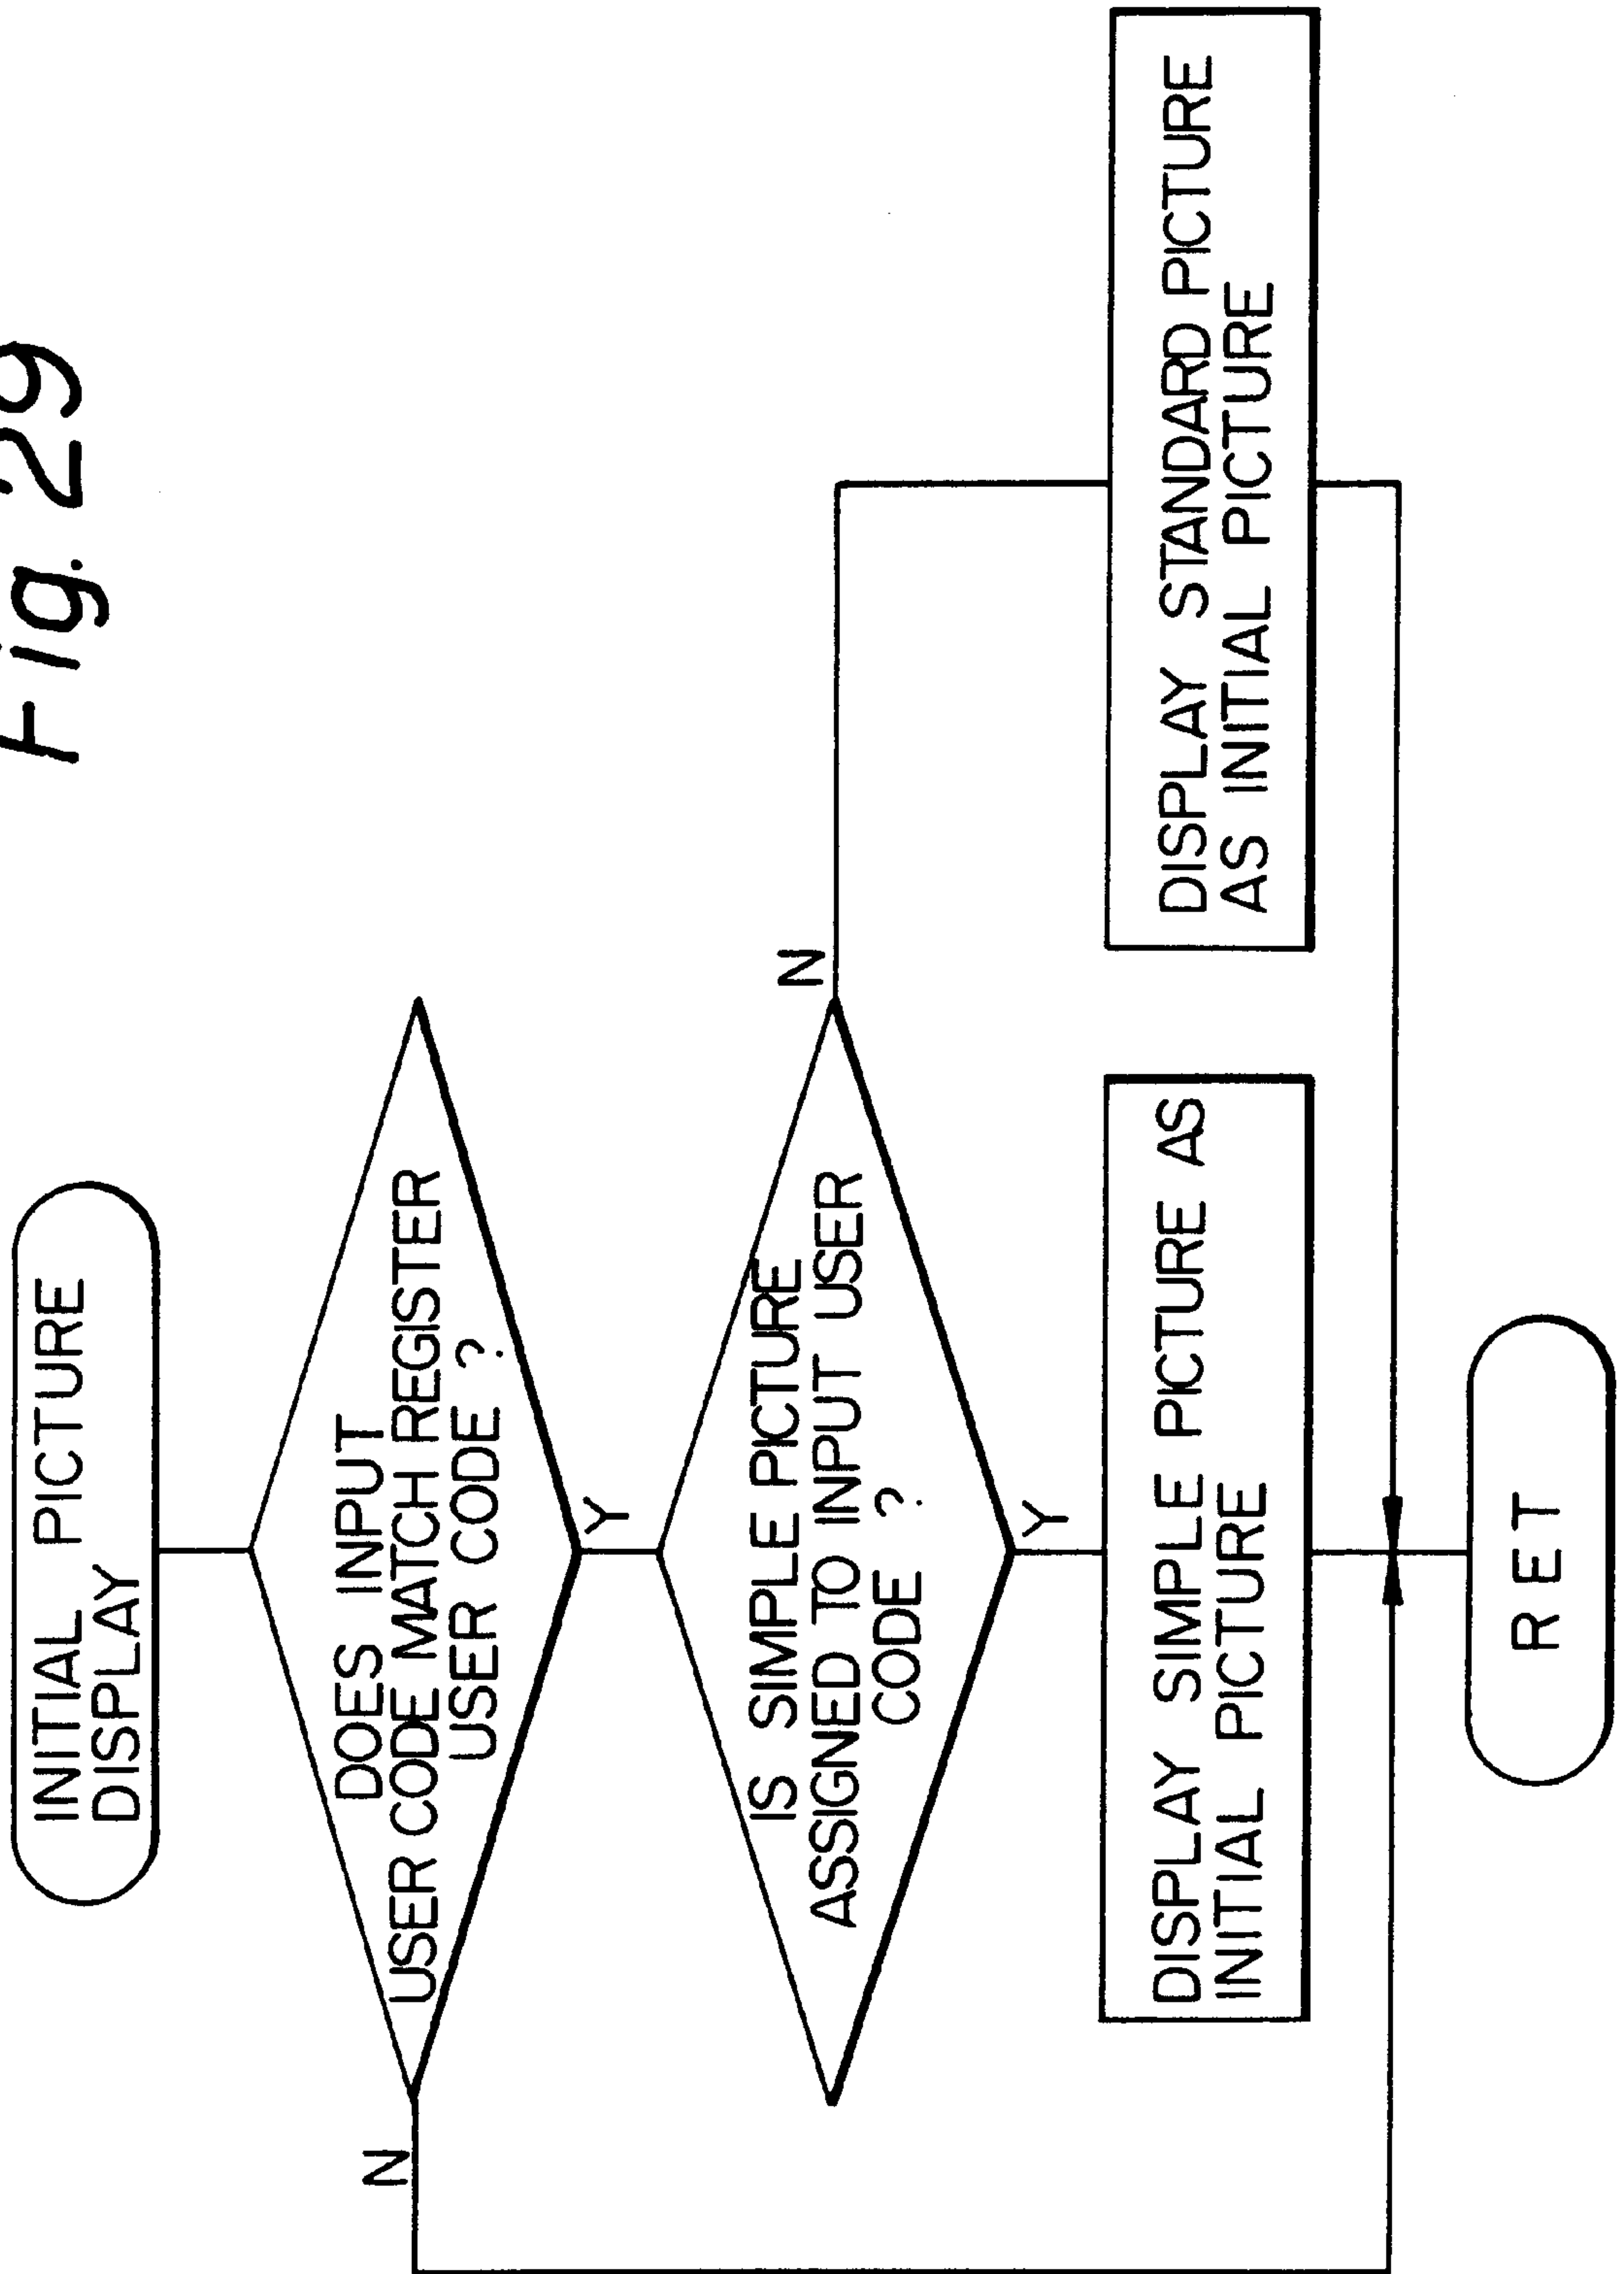 Fig. 29
INITIAL PICTURE
DISPLAY
DOES INPUT
USER CODE MATCH REGISTER
USER CODE ?
N
Y
IS SIMPLE PICTURE
ASSIGNED TO INPUT USER
CODE ?
N
Y
DISPLAY SIMPLE PICTURE AS
INITIAL PICTURE
DISPLAY STANDARD PICTURE
AS INITIAL PICTURE
RET